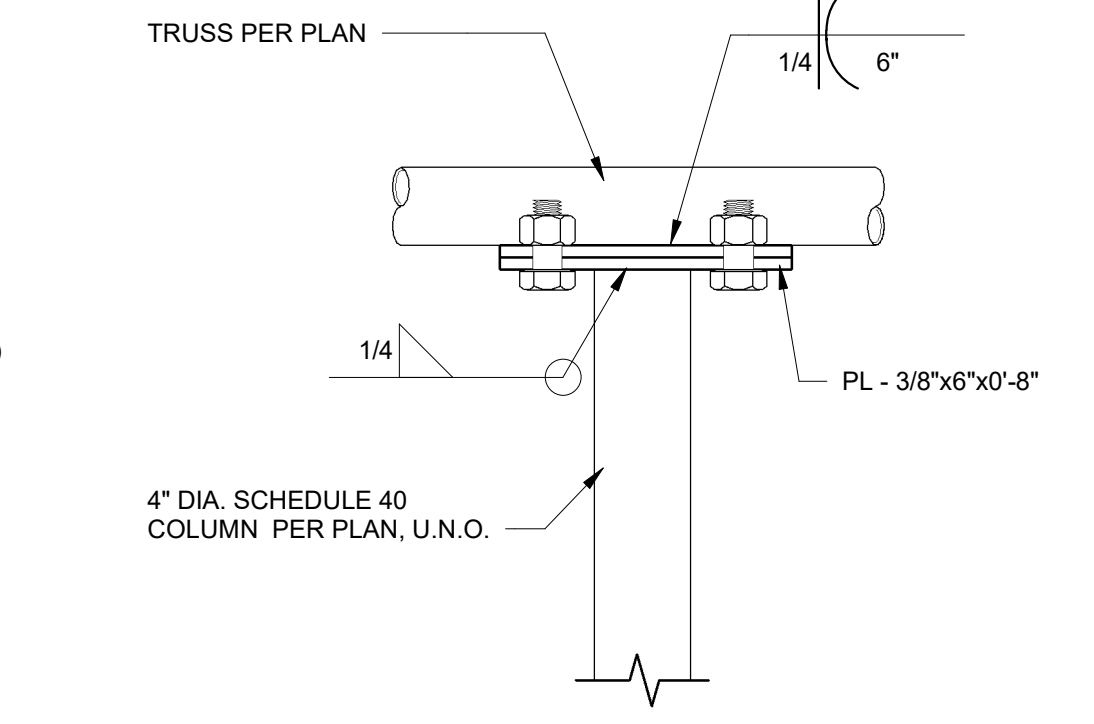 TRUSS PER PLAN
1/4 6"
1/4
PL - 3/8"x6"x0'-8"
4" DIA. SCHEDULE 40
COLUMN PER PLAN, U.N.O.